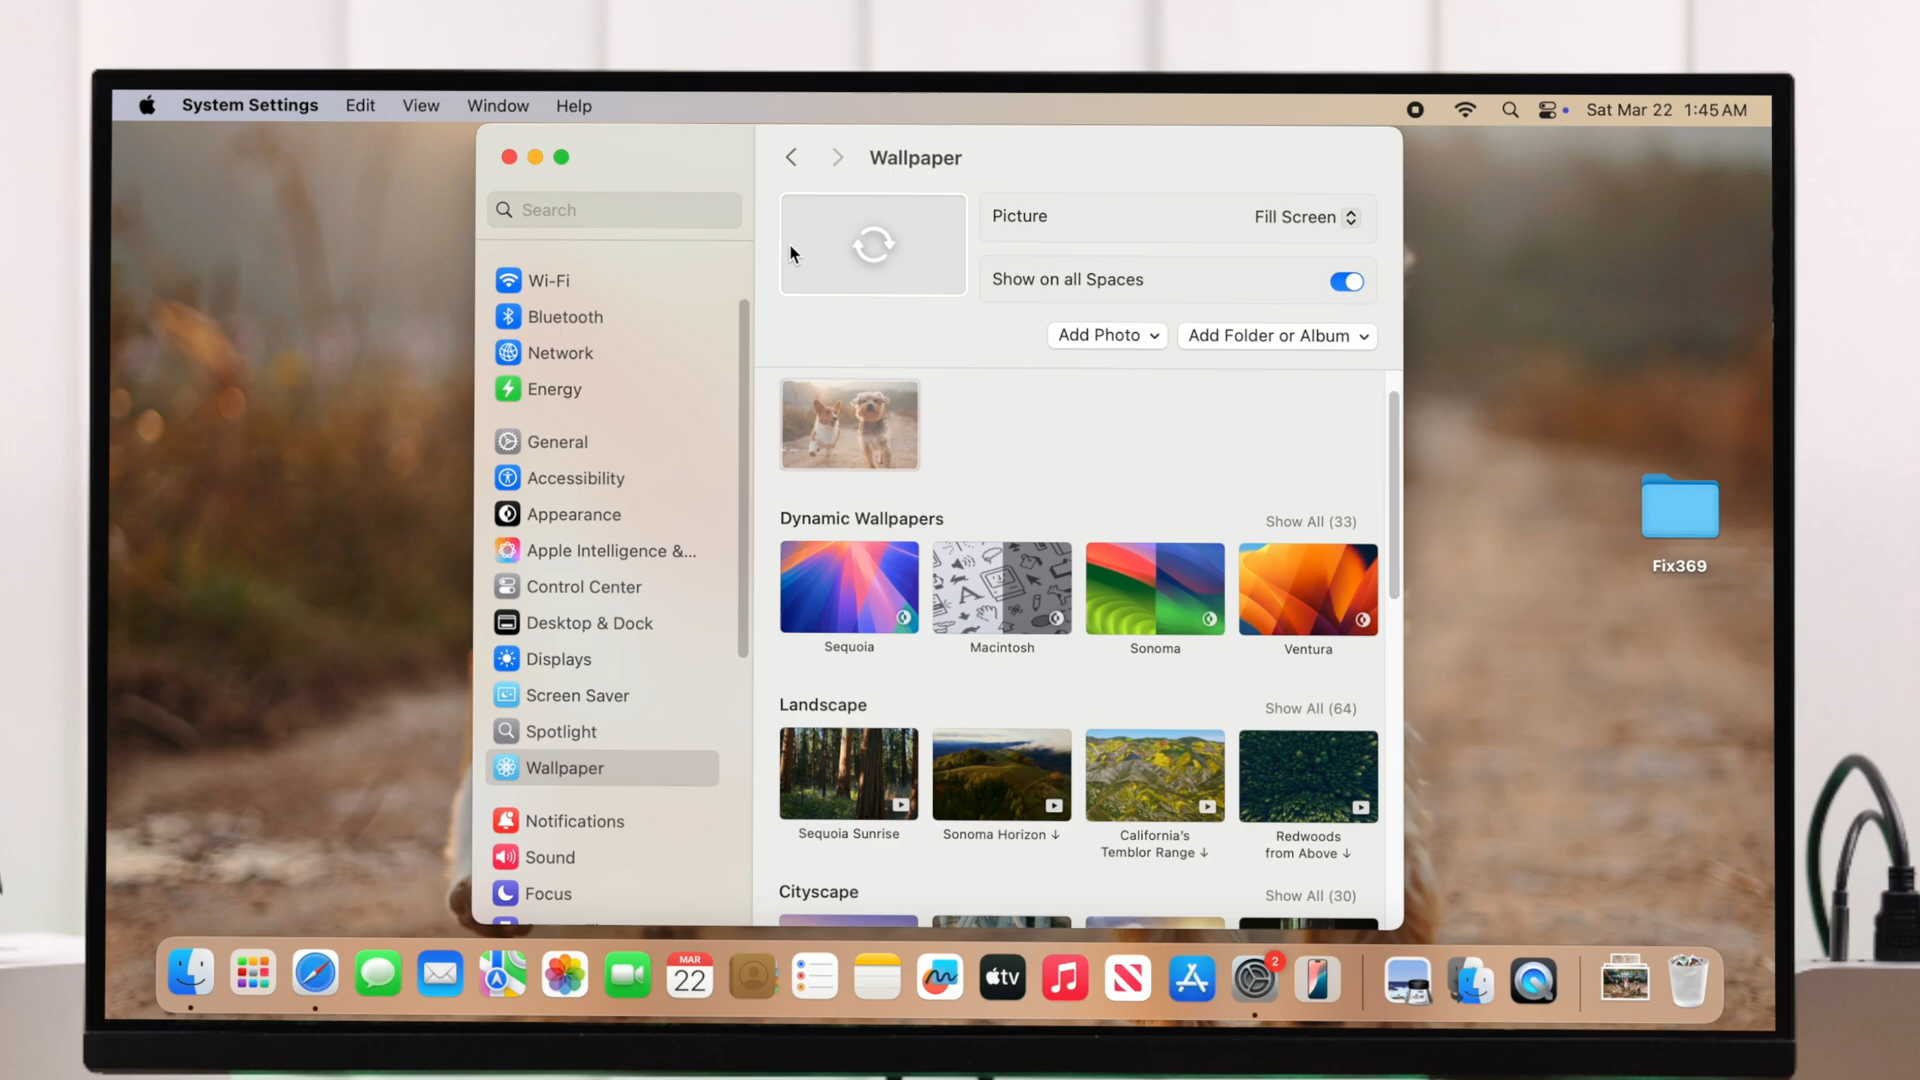 System Settings Edit View Window Help Sat Mar 22 1:45 AM
Wallpaper
Search
Picture Fill Screen
Show on all Spaces
Add Photo Add Folder or Album
Wi-Fi
Bluetooth
Network
Energy
General
Accessibility
Appearance
Apple Intelligence &...
Control Center
Desktop & Dock
Displays
Screen Saver
Spotlight
Wallpaper
Notifications
Sound
Focus
Dynamic Wallpapers Show All (33)
Sequoia Macintosh Sonoma Ventura
Landscape Show All (64)
Sequoia Sunrise Sonoma Horizon ↓ California's Redwoods
Temblor Range ↓ from Above ↓
Cityscape Show All (30)
Fix369
MAR
22
tv
2